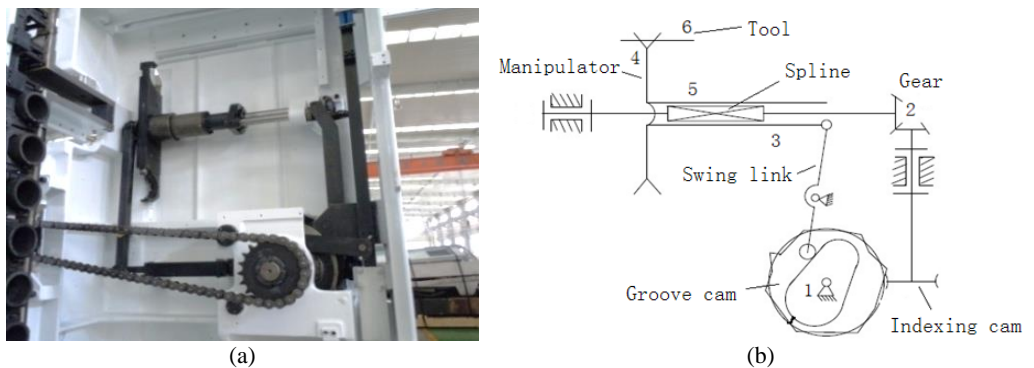 6 Tool
4
Manipulator
5 Spline
Gear
2
3
Swing link
1
Groove cam
Indexing cam
(a) (b)